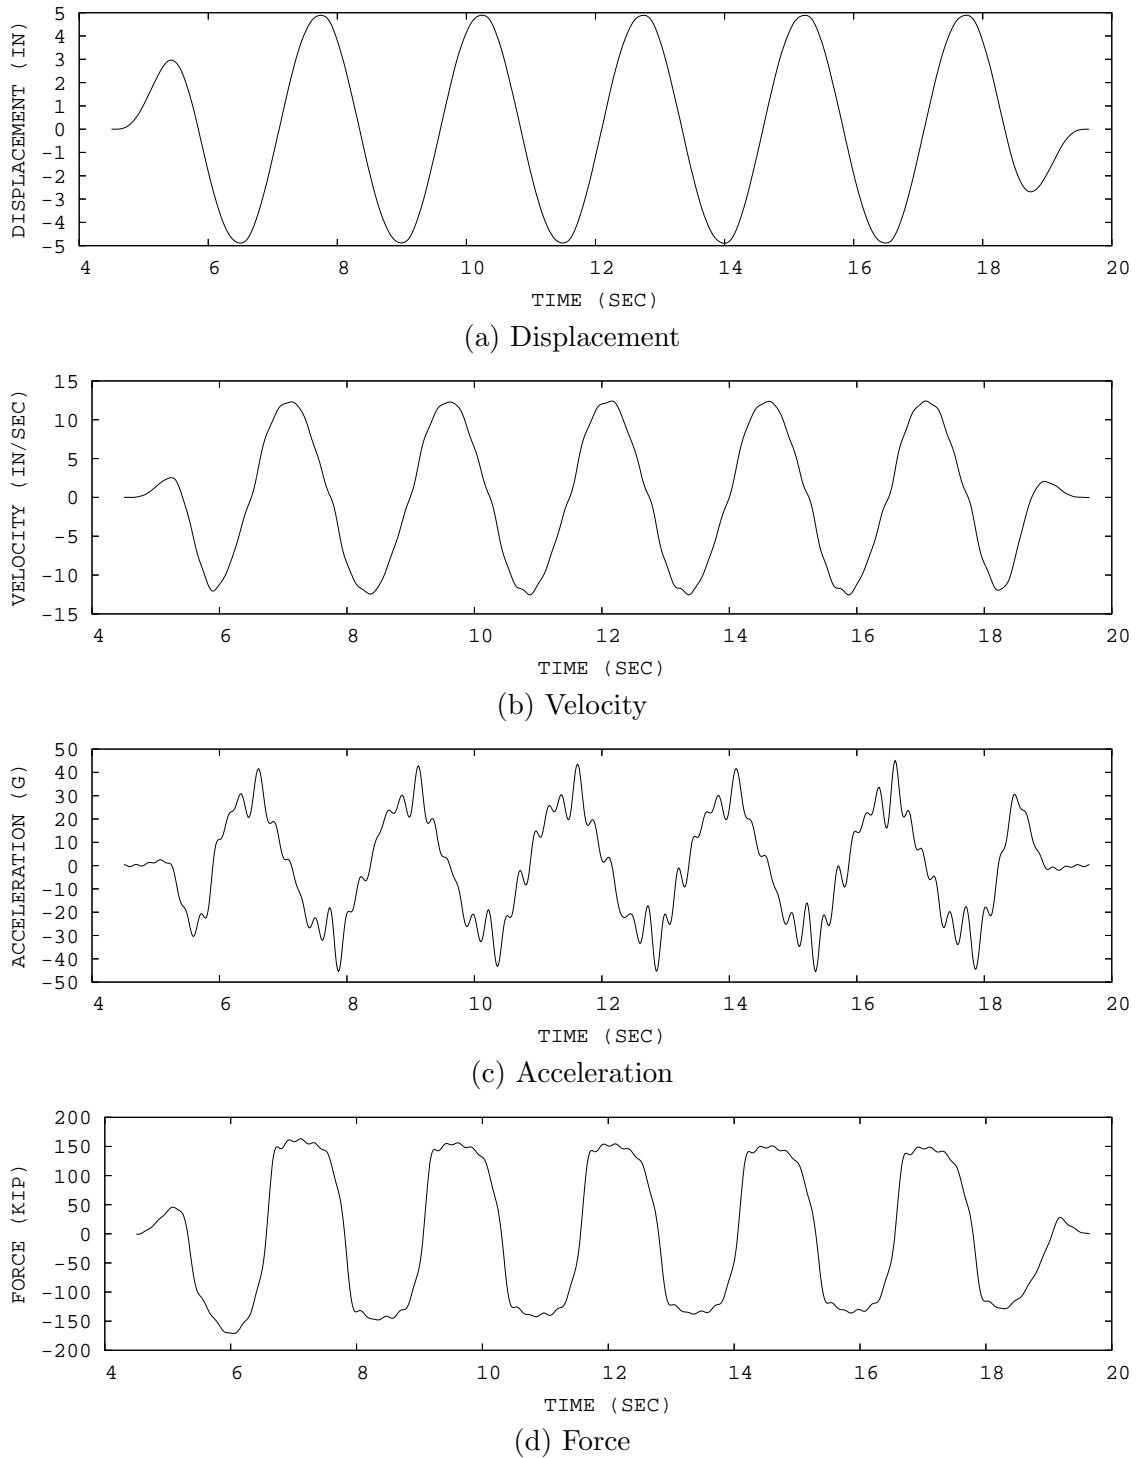 DISPLACEMENT (IN)
5
4
3
2
1
0
-1
-2
-3
-4
-5
4 6 8 10 12 14 16 18 20
TIME (SEC)
(a) Displacement
VELOCITY (IN/SEC)
15
10
5
0
-5
-10
-15
4 6 8 10 12 14 16 18 20
TIME (SEC)
(b) Velocity
ACCELERATION (G)
50
40
30
20
10
0
-10
-20
-30
-40
-50
4 6 8 10 12 14 16 18 20
TIME (SEC)
(c) Acceleration
FORCE (KIP)
200
150
100
50
0
-50
-100
-150
-200
4 6 8 10 12 14 16 18 20
TIME (SEC)
(d) Force